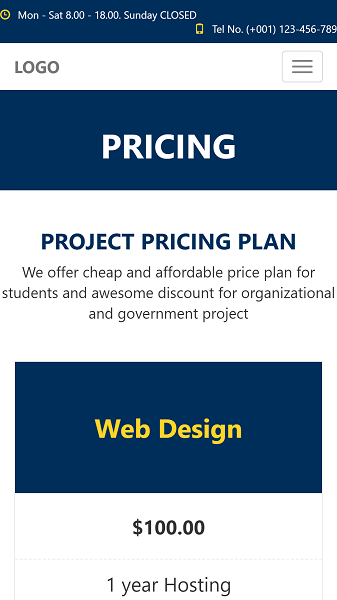 Mon - Sat 8.00 - 18.00. Sunday CLOSED
Tel No. (+001) 123-456-789
LOGO
PRICING
PROJECT PRICING PLAN
We offer cheap and affordable price plan for
students and awesome discount for organizational
and government project
Web Design
$100.00
1 year Hosting